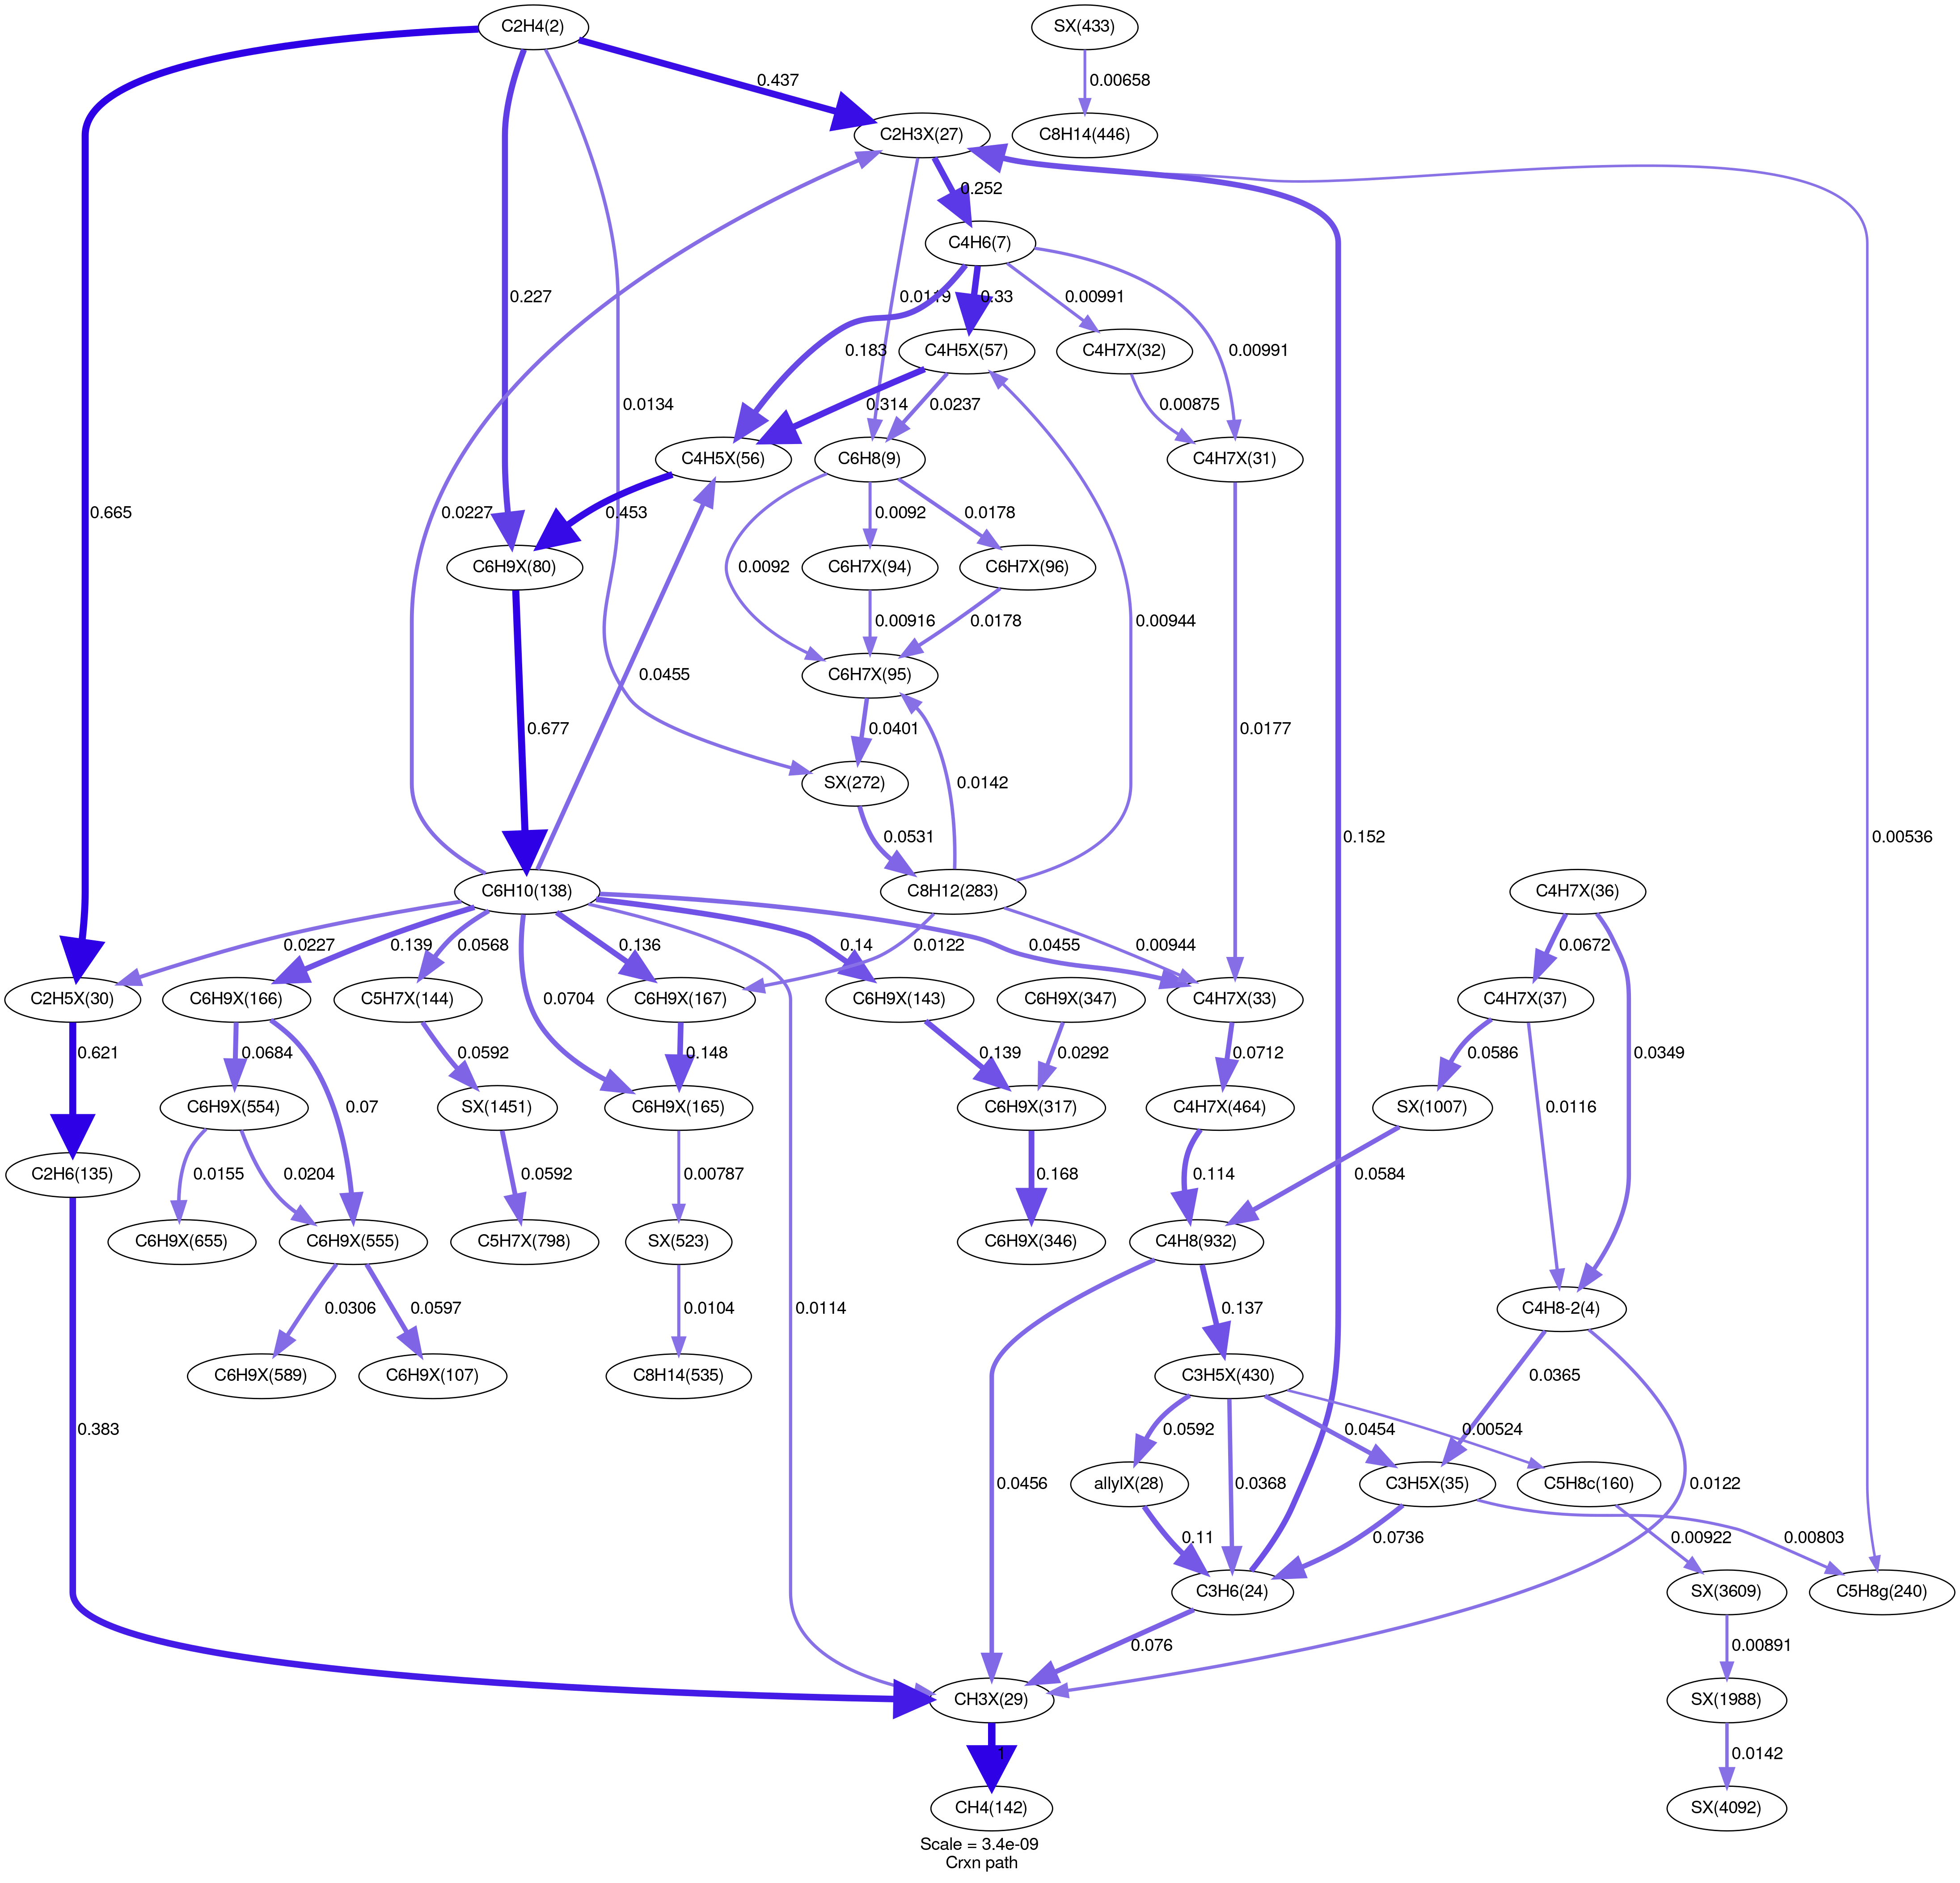 C2H4(2)
SX(433)
0.437
0.00658
C2H3X(27)
C8H14(446)
0.252
C4H6(7)
0.227
0.0119
0.33
0.00991
0.183
C4H5X(57)
C4H7X(32)
0.00991
0.0134
0.314
0.0237
0.00875
C4H5X(56)
C6H8(9)
C4H7X(31)
0.665
0.0227
0.453
0.0092
0.0178
C6H9X(80)
0.0092
C6H7X(94)
C6H7X(96)
0.00916
0.0178
0.00944
C6H7X(95)
0.0455
0.677
0.0401
0.0177
SX(272)
0.0142
0.0531
0.152
0.00536
C6H10(138)
C8H12(283)
C4H7X(36)
0.0227
0.139
0.0568
0.136
0.14
0.0122
0.0455
0.00944
0.0672
C2H5X(30)
C6H9X(166)
C5H7X(144)
0.0704
C6H9X(167)
C6H9X(143)
C6H9X(347)
C4H7X(33)
C4H7X(37)
0.621
0.0684
0.0592
0.148
0.139
0.0292
0.0712
0.0586
0.0349
C6H9X(554)
0.07
SX(1451)
C6H9X(165)
C6H9X(317)
C4H7X(464)
SX(1007)
0.0116
C2H6(135)
0.0155
0.0204
0.0592
0.00787
0.168
0.114
0.0584
C6H9X(655)
C6H9X(555)
C5H7X(798)
SX(523)
C6H9X(346)
C4H8(932)
0.0306
0.0597
0.0104
0.0114
0.137
C4H8-2(4)
C6H9X(589)
C6H9X(107)
C8H14(535)
C3H5X(430)
0.0365
0.383
0.0592
0.0454
0.00524
0.0456
allylX(28)
0.0368
C3H5X(35)
C5H8c(160)
0.0122
0.11
0.0736
0.00922
0.00803
C3H6(24)
SX(3609)
C5H8g(240)
0.076
0.00891
CH3X(29)
SX(1988)
1
0.0142
CH4(142)
SX(4092)
Scale = 3.4e-09
Crxn path